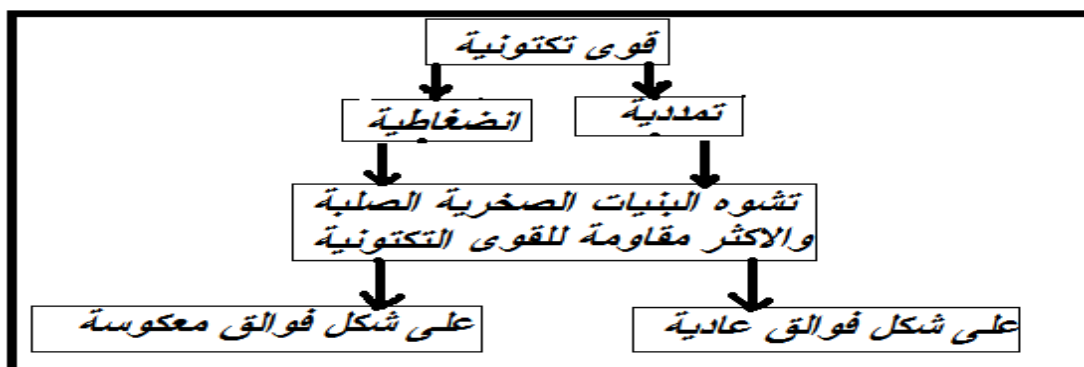 قوى تكتونية
تمددية
انضغاطية
تشوه البنيات الصخرية الصلبة
والاكثر مقاومة للقوى التكتونية
على شكل فوالق عادية
على شكل فوالق معكوسة